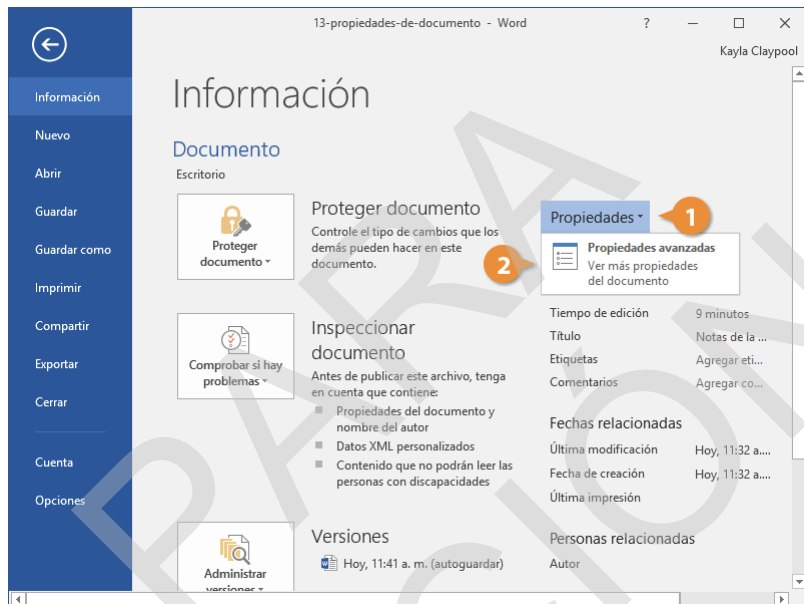 13-propiedades-de-documento - Word
?
Kayla Claypool
Información
Nuevo
Abrir
Guardar
Guardar como
Imprimir
Compartir
Exportar
Cerrar
Cuenta
Opciones
Información
Documento
Escritorio
Proteger
documento
Proteger documento
Controle el tipo de cambios que los
demás pueden hacer en este
documento.
Comprobar si hay
problemas
Inspeccionar
documento
Antes de publicar este archivo, tenga
en cuenta que contiene:
Propiedades del documento y
nombre del autor
Datos XML personalizados
Contenido que no podrán leer las
personas con discapacidades
Administrar
versiones
Versiones
Hoy, 11:41 a. m. (autoguardar)
Propiedades
1
2
Propiedades avanzadas
Ver más propiedades
del documento
Tiempo de edición 9 minutos
Título Notas de la ...
Etiquetas Agregar eti...
Comentarios Agregar co...
Fechas relacionadas
Última modificación Hoy, 11:32 a....
Fecha de creación Hoy, 11:32 a....
Última impresión
Personas relacionadas
Autor